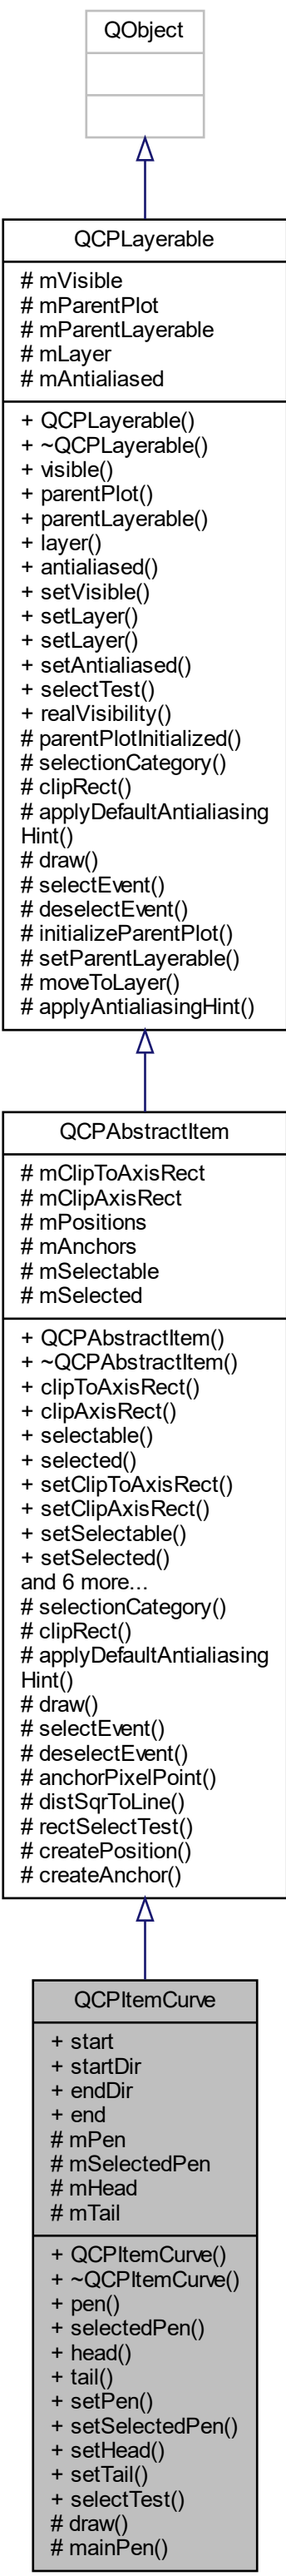 QObject
QCPLayerable
# mVisible
# mParentPlot
# mParentLayerable
# mLayer
# mAntialiased
+ QCPLayerable()
+ ~QCPLayerable()
+ visible()
+ parentPlot()
+ parentLayerable()
+ layer()
+ antialiased()
+ setVisible()
+ setLayer()
+ setLayer()
+ setAntialiased()
+ selectTest()
+ realVisibility()
# parentPlotInitialized()
# selectionCategory()
# clipRect()
# applyDefaultAntialiasing
Hint()
# draw()
# selectEvent()
# deselectEvent()
# initializeParentPlot()
# setParentLayerable()
# moveToLayer()
# applyAntialiasingHint()
QCPAbstractItem
# mClipToAxisRect
# mClipAxisRect
# mPositions
# mAnchors
# mSelectable
# mSelected
+ QCPAbstractItem()
+ ~QCPAbstractItem()
+ clipToAxisRect()
+ clipAxisRect()
+ selectable()
+ selected()
+ setClipToAxisRect()
+ setClipAxisRect()
+ setSelectable()
+ setSelected()
and 6 more...
# selectionCategory()
# clipRect()
# applyDefaultAntialiasing
Hint()
# draw()
# selectEvent()
# deselectEvent()
# anchorPixelPoint()
# distSqrToLine()
# rectSelectTest()
# createPosition()
# createAnchor()
QCPItemCurve
+ start
+ startDir
+ endDir
+ end
# mPen
# mSelectedPen
# mHead
# mTail
+ QCPItemCurve()
+ ~QCPItemCurve()
+ pen()
+ selectedPen()
+ head()
+ tail()
+ setPen()
+ setSelectedPen()
+ setHead()
+ setTail()
+ selectTest()
# draw()
# mainPen()